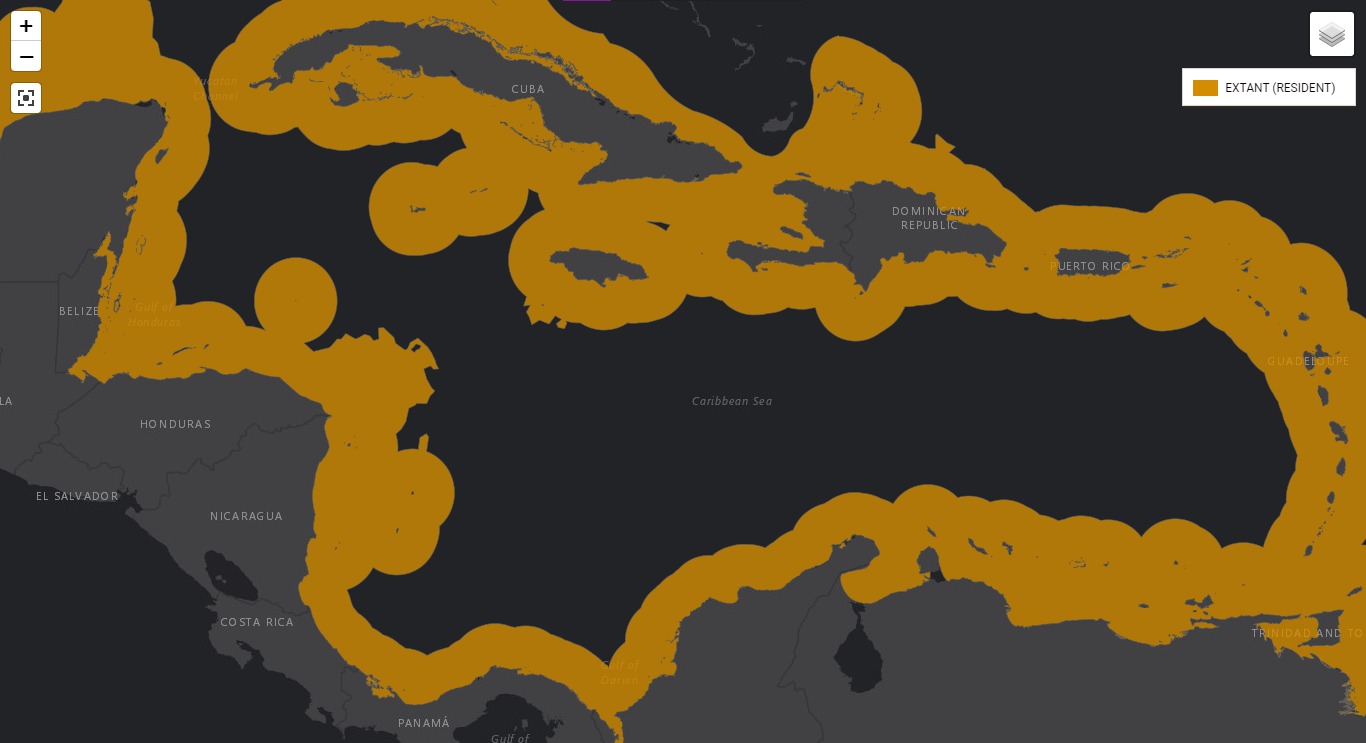 +
−
EXTANT (RESIDENT)
Yucatan
Channel
CUBA
DOMINICAN
REPUBLIC
PUERTO RICO
BELIZE
Gulf of
Honduras
GUADELOUPE
LA
Caribbean Sea
HONDURAS
EL SALVADOR
NICARAGUA
COSTA RICA
TRINIDAD AND TO
Gulf of
Darien
PANAMÁ
Gulf of